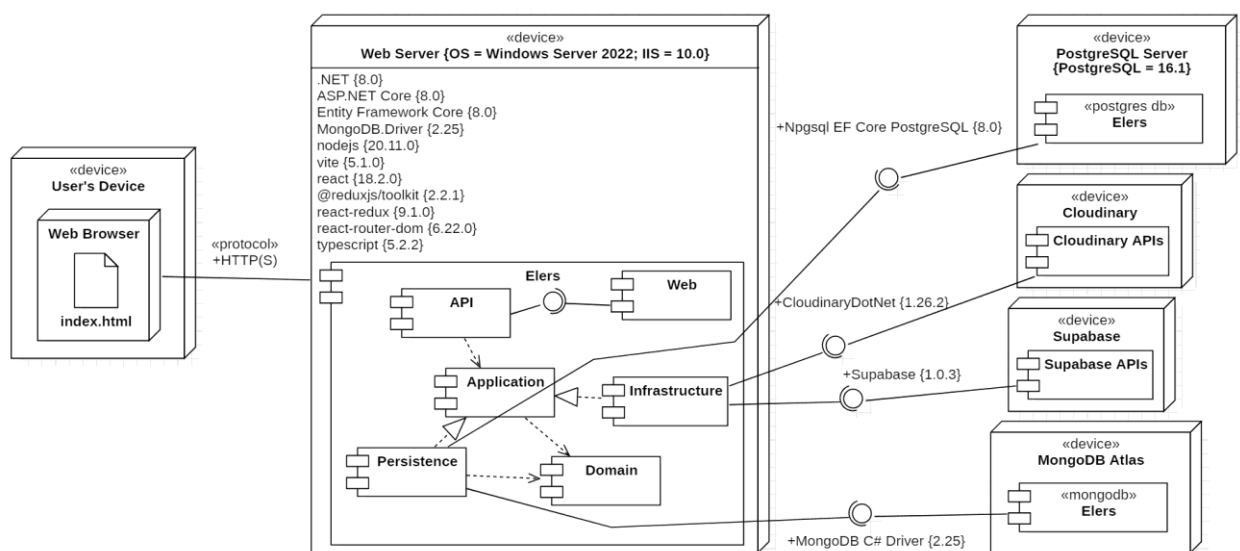 «device»
User's Device
Web Browser
index.html
«protocol»
+HTTP(S)
«device»
Web Server {OS = Windows Server 2022; IIS = 10.0}
.NET {8.0}
ASP.NET Core {8.0}
Entity Framework Core {8.0}
MongoDB.Driver {2.25}
nodejs {20.11.0}
vite {5.1.0}
react {18.2.0}
@reduxjs/toolkit {2.2.1}
react-redux {9.1.0}
react-router-dom {6.22.0}
typescript {5.2.2}
Elers
API
Web
Application
Infrastructure
Persistence
Domain
+Npgsql EF Core PostgreSQL {8.0}
+CloudinaryDotNet {1.26.2}
+Supabase {1.0.3}
+MongoDB C# Driver {2.25}
«device»
PostgreSQL Server
{PostgreSQL = 16.1}
«postgres db»
Elers
«device»
Cloudinary
Cloudinary APIs
«device»
Supabase
Supabase APIs
«device»
MongoDB Atlas
«mongodb»
Elers